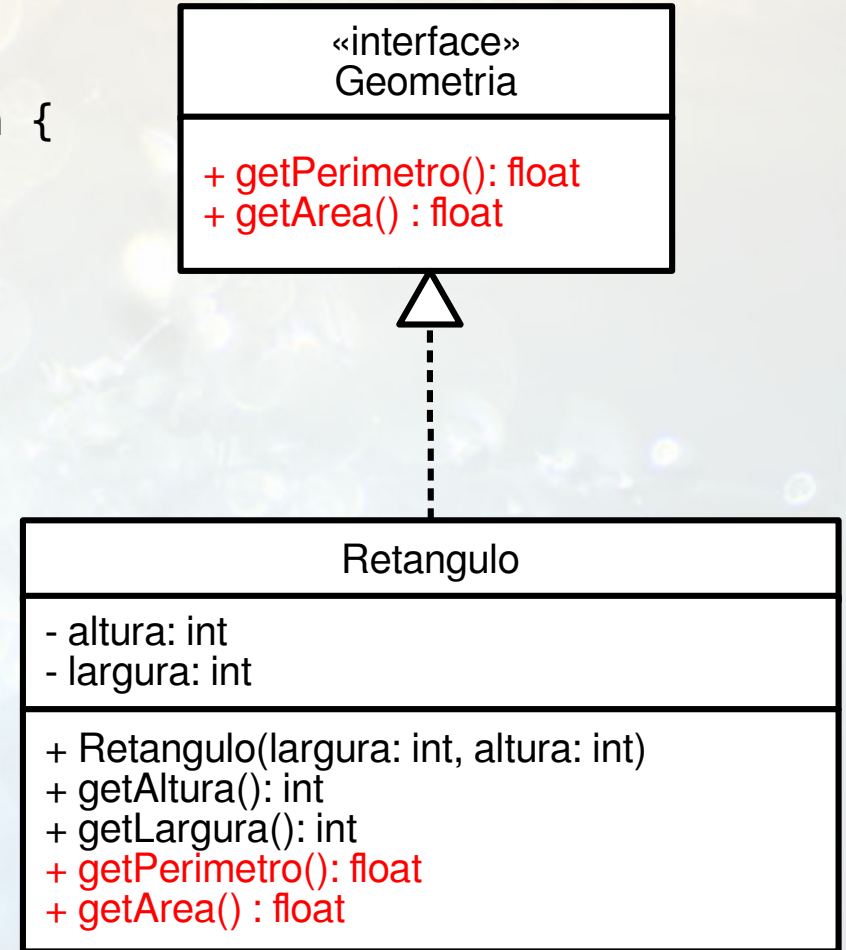 «interface»
Geometria
{
+ getPerimetro(): float
+ getArea() : float
Retangulo
- altura: int
- largura: int
+ Retangulo(largura: int, altura: int)
+ getAltura(): int
+ getLargura(): int
+ getPerimetro(): float
+ getArea() : float